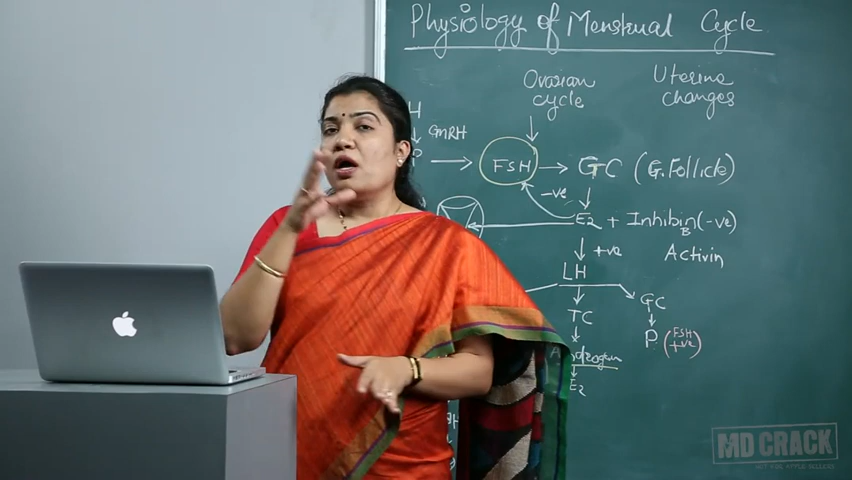 Physiology of Menstrual Cycle
Ovarian cycle
Uterine changes
H
GnRH
P
FSH
GC (G. Follicle)
-ve
E2 + Inhibin B (-ve)
Activin
+ve
LH
GC
TC
P (FSH +ve)
E2
MD CRACK